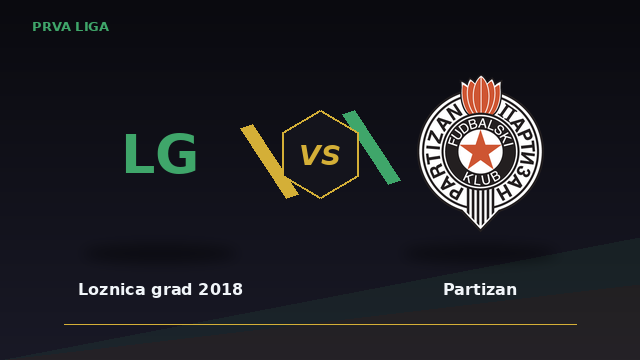 PRVA LIGA
LG
VS
PARTIZAN
ПАРТИЗАН
FUDBALSKI
KLUB
Loznica grad 2018
Partizan